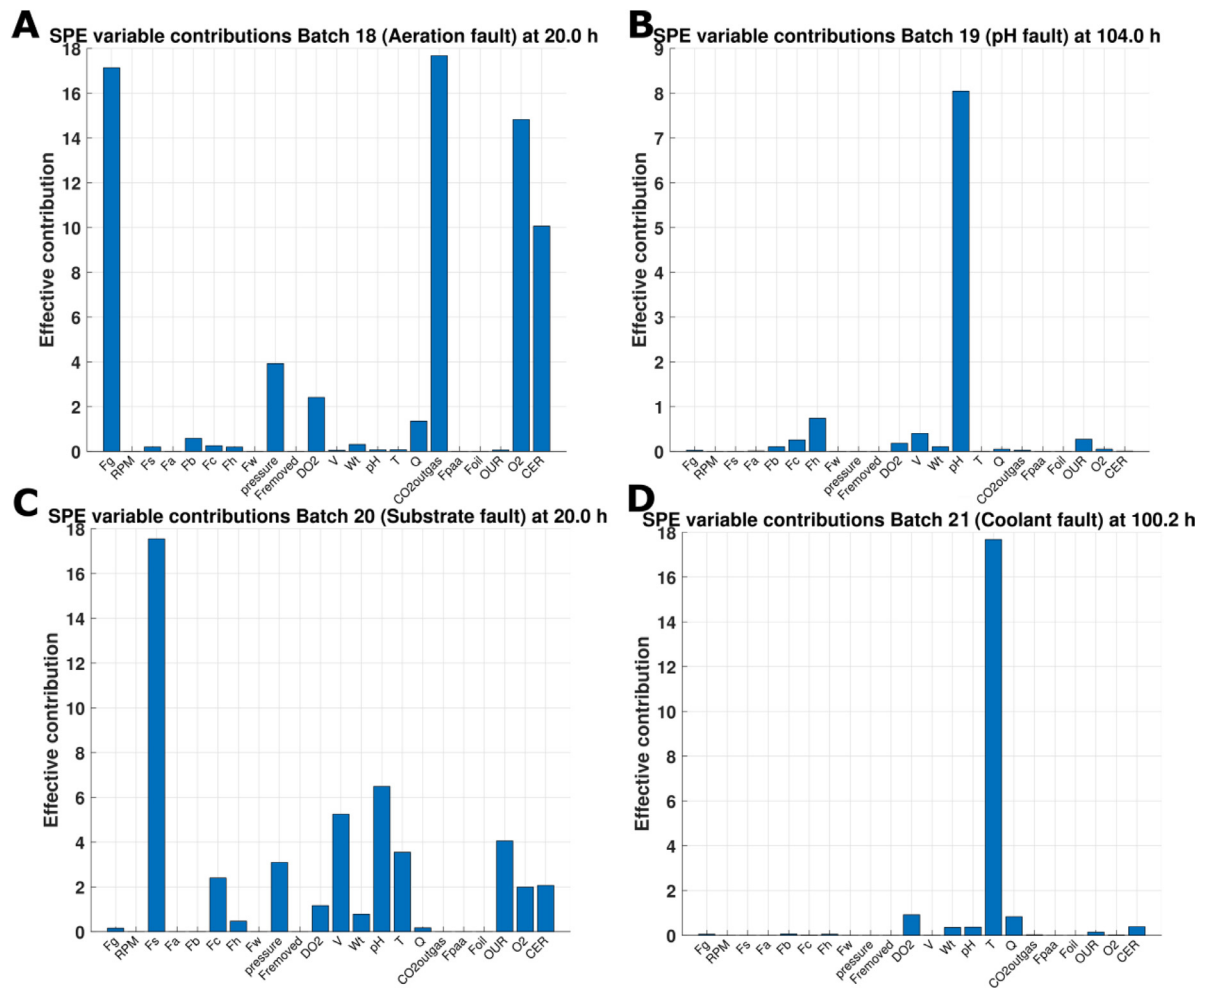 A
SPE variable contributions Batch 18 (Aeration fault) at 20.0 h
Effective contribution
18
16
14
12
10
8
6
4
2
0
Fg
RPM
Fs
Fa
Fb
Fc
Fh
Fw
pressure
Fremoved
DO2
V
Wt
pH
T
Q
CO2outgas
Fpaa
Foil
OUR
O2
CER
B
SPE variable contributions Batch 19 (pH fault) at 104.0 h
Effective contribution
9
8
7
6
5
4
3
2
1
0
Fg
RPM
Fs
Fa
Fb
Fc
Fh
Fw
pressure
Fremoved
DO2
V
Wt
pH
T
Q
CO2outgas
Fpaa
Foil
OUR
O2
CER
C
SPE variable contributions Batch 20 (Substrate fault) at 20.0 h
Effective contribution
18
16
14
12
10
8
6
4
2
0
Fg
RPM
Fs
Fa
Fb
Fc
Fh
Fw
pressure
Fremoved
DO2
V
Wt
pH
T
Q
CO2outgas
Fpaa
Foil
OUR
O2
CER
D
SPE variable contributions Batch 21 (Coolant fault) at 100.2 h
Effective contribution
18
16
14
12
10
8
6
4
2
0
Fg
RPM
Fs
Fa
Fb
Fc
Fh
Fw
pressure
Fremoved
DO2
V
Wt
pH
T
Q
CO2outgas
Fpaa
Foil
OUR
O2
CER